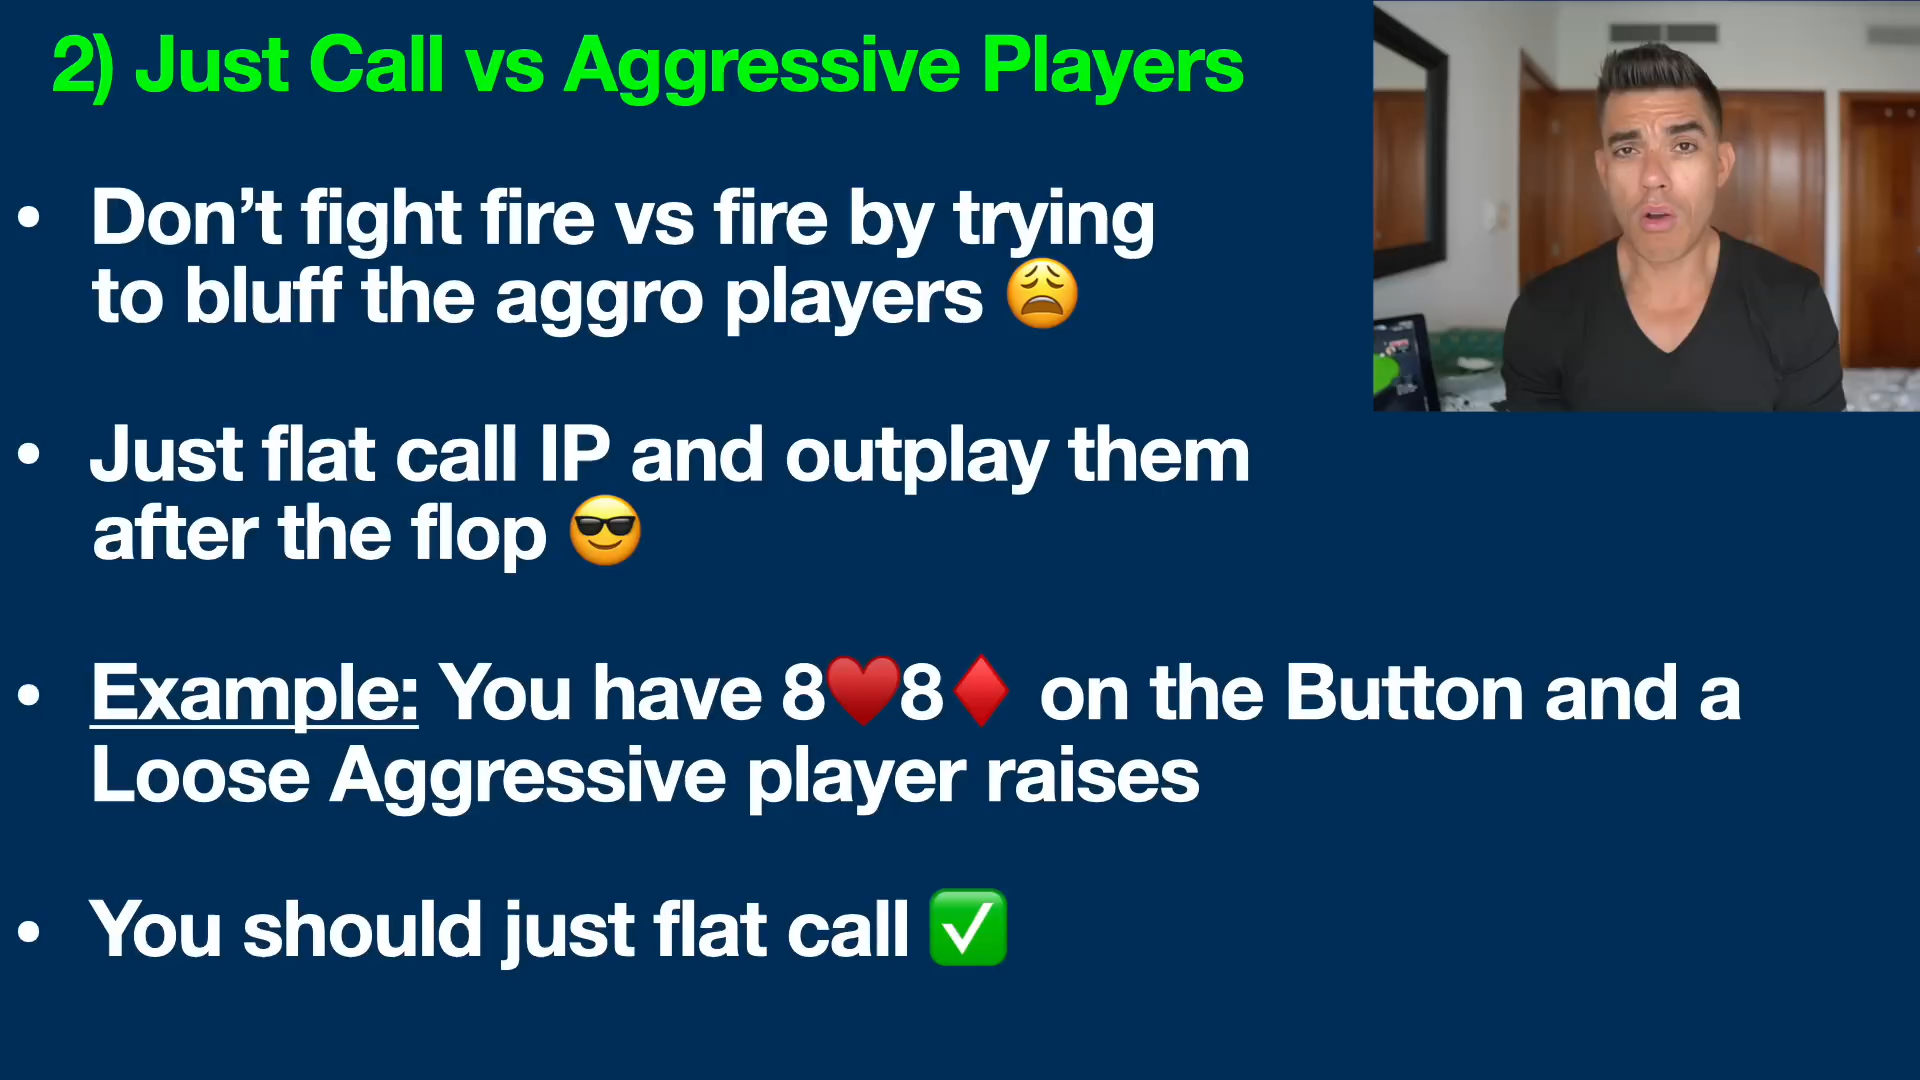 2) Just Call vs Aggressive Players
• Don’t fight fire vs fire by trying
to bluff the aggro players 😩
• Just flat call IP and outplay them
after the flop 😎
• Example: You have 8♥️8♦️ on the Button and a
Loose Aggressive player raises
• You should just flat call ✅